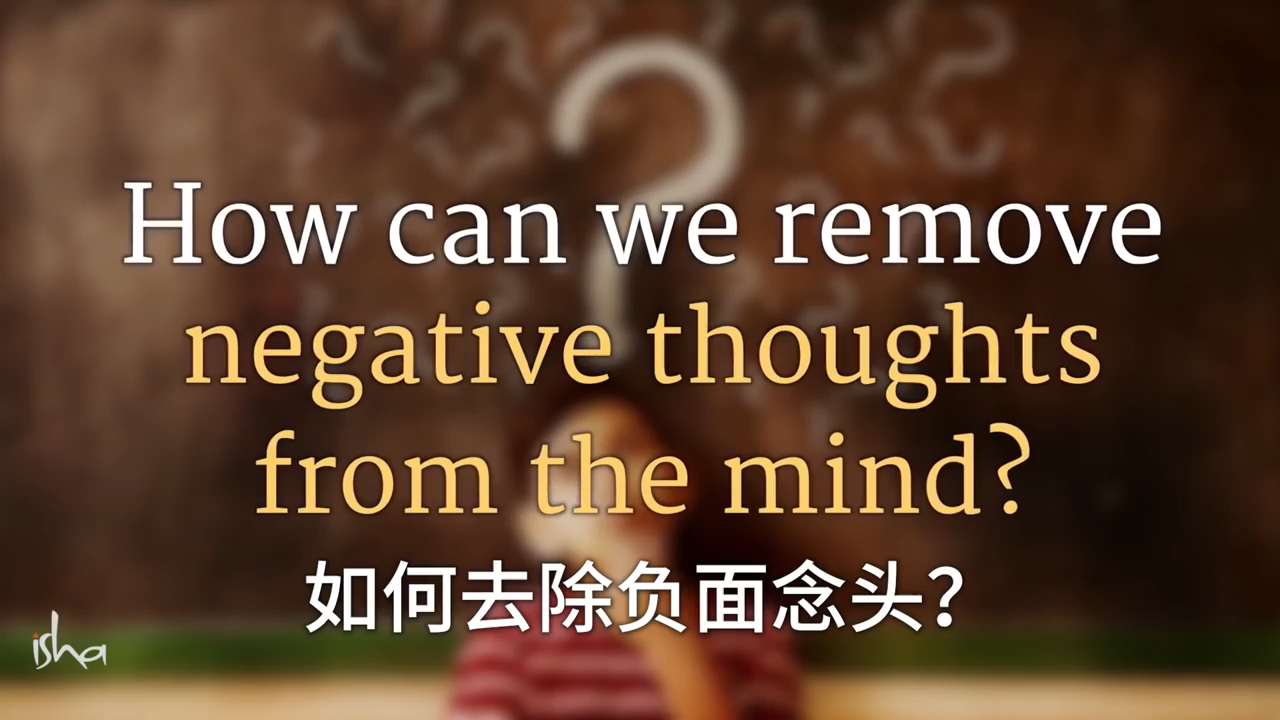 How can we remove
negative thoughts
from the mind?
如何去除负面念头?
isha